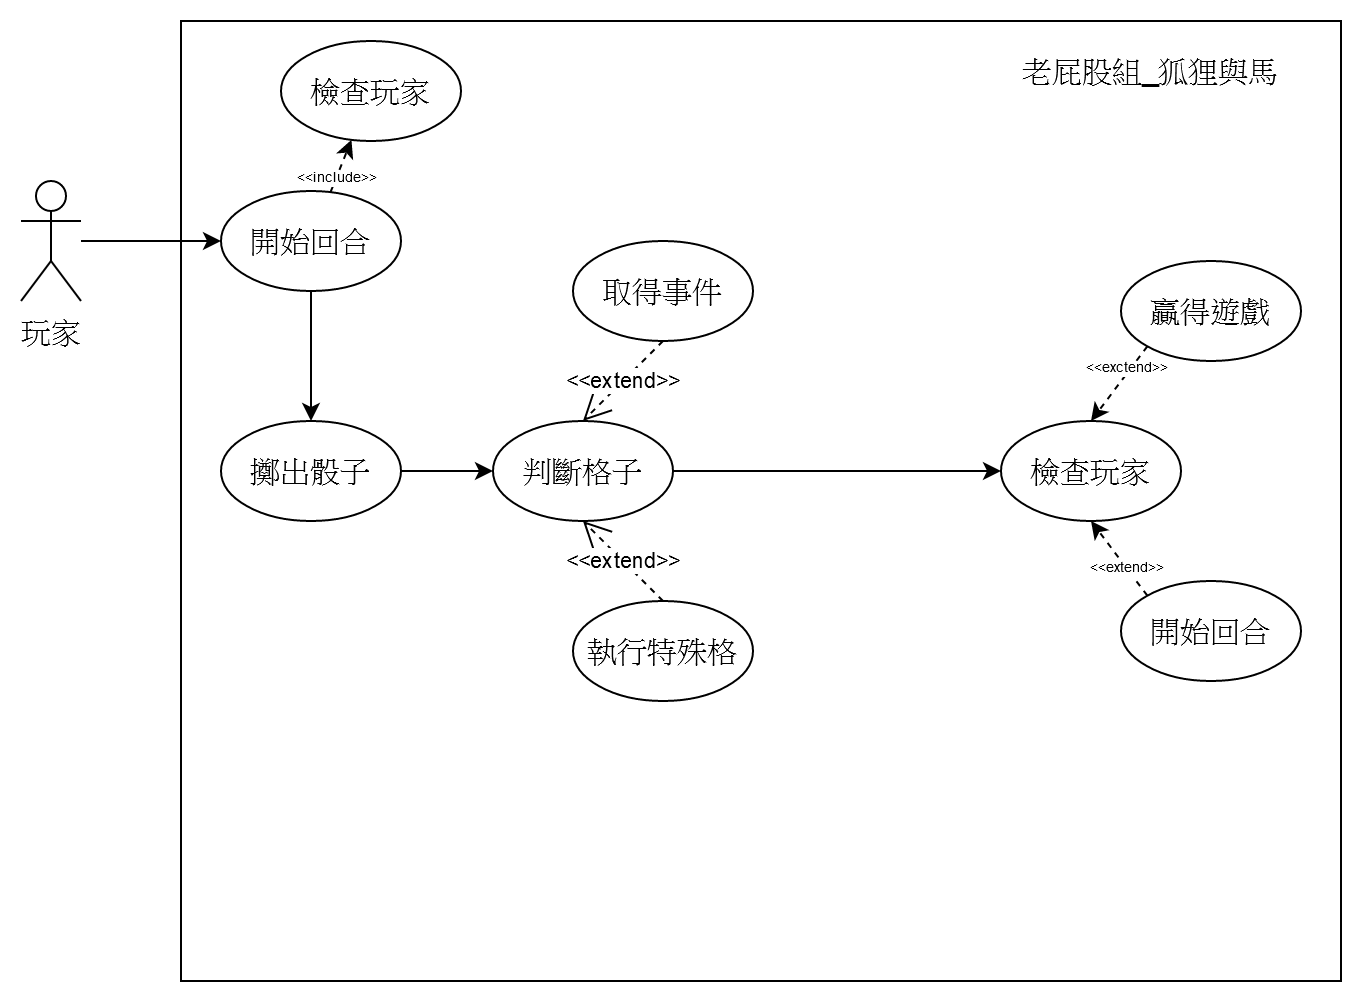 老屁股組_狐狸與馬
檢查玩家
<<include>>
開始回合
玩家
取得事件
<<extend>>
贏得遊戲
<<exctend>>
擲出骰子
判斷格子
檢查玩家
<<extend>>
<<extend>>
執行特殊格
開始回合